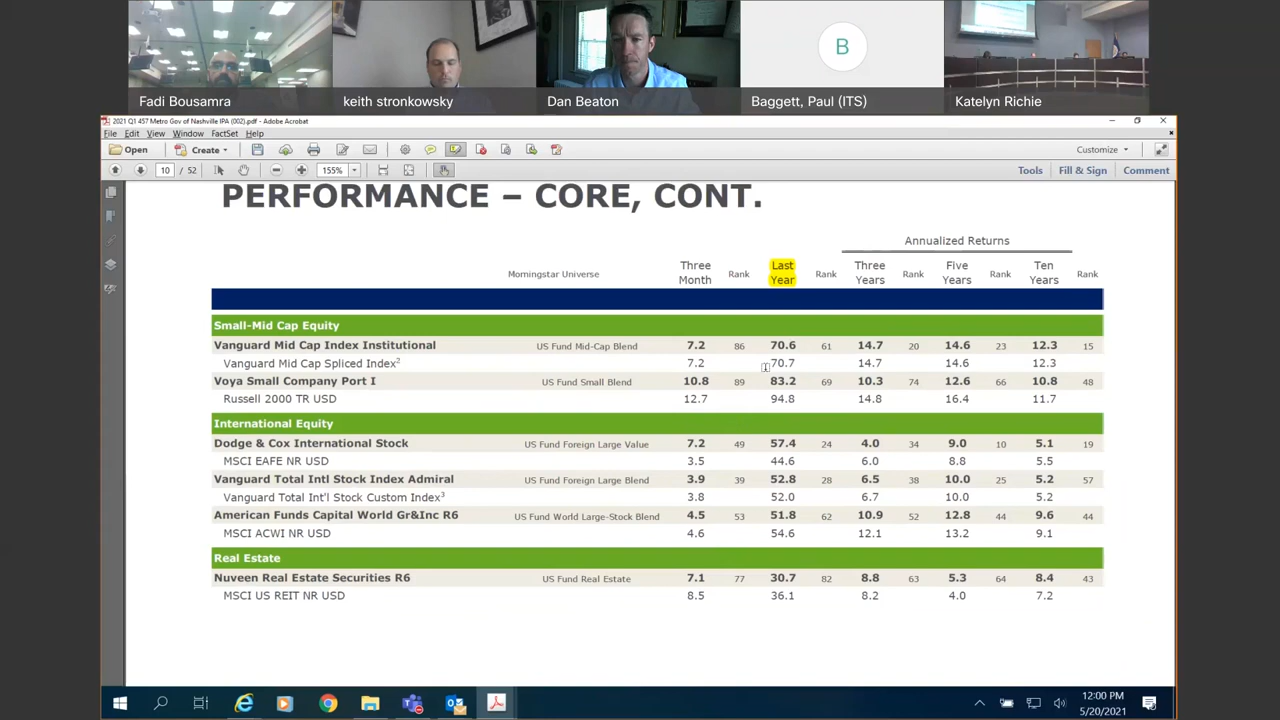 B
Fadi Bousamra
keith stronkowsky
Dan Beaton
Baggett, Paul (ITS)
Katelyn Richie
2021 Q1 457 Metro Gov of Nashville IPA (002).pdf - Adobe Acrobat
File Edit View Window FactSet Help
Open Create Customize
10 / 52 155% Tools Fill & Sign Comment
PERFORMANCE – CORE, CONT.
Annualized Returns
Morningstar Universe Three Month Rank Last Year Rank Three Years Rank Five Years Rank Ten Years Rank
Small-Mid Cap Equity
Vanguard Mid Cap Index Institutional US Fund Mid-Cap Blend 7.2 86 70.6 61 14.7 20 14.6 23 12.3 15
Vanguard Mid Cap Spliced Index2 7.2 70.7 14.7 14.6 12.3
Voya Small Company Port I US Fund Small Blend 10.8 89 83.2 69 10.3 74 12.6 66 10.8 48
Russell 2000 TR USD 12.7 94.8 14.8 16.4 11.7
International Equity
Dodge & Cox International Stock US Fund Foreign Large Value 7.2 49 57.4 24 4.0 34 9.0 10 5.1 19
MSCI EAFE NR USD 3.5 44.6 6.0 8.8 5.5
Vanguard Total Intl Stock Index Admiral US Fund Foreign Large Blend 3.9 39 52.8 28 6.5 38 10.0 25 5.2 57
Vanguard Total Int'l Stock Custom Index3 3.8 52.0 6.7 10.0 5.2
American Funds Capital World Gr&Inc R6 US Fund World Large-Stock Blend 4.5 53 51.8 62 10.9 52 12.8 44 9.6 44
MSCI ACWI NR USD 4.6 54.6 12.1 13.2 9.1
Real Estate
Nuveen Real Estate Securities R6 US Fund Real Estate 7.1 77 30.7 82 8.8 63 5.3 64 8.4 43
MSCI US REIT NR USD 8.5 36.1 8.2 4.0 7.2
12:00 PM
5/20/2021